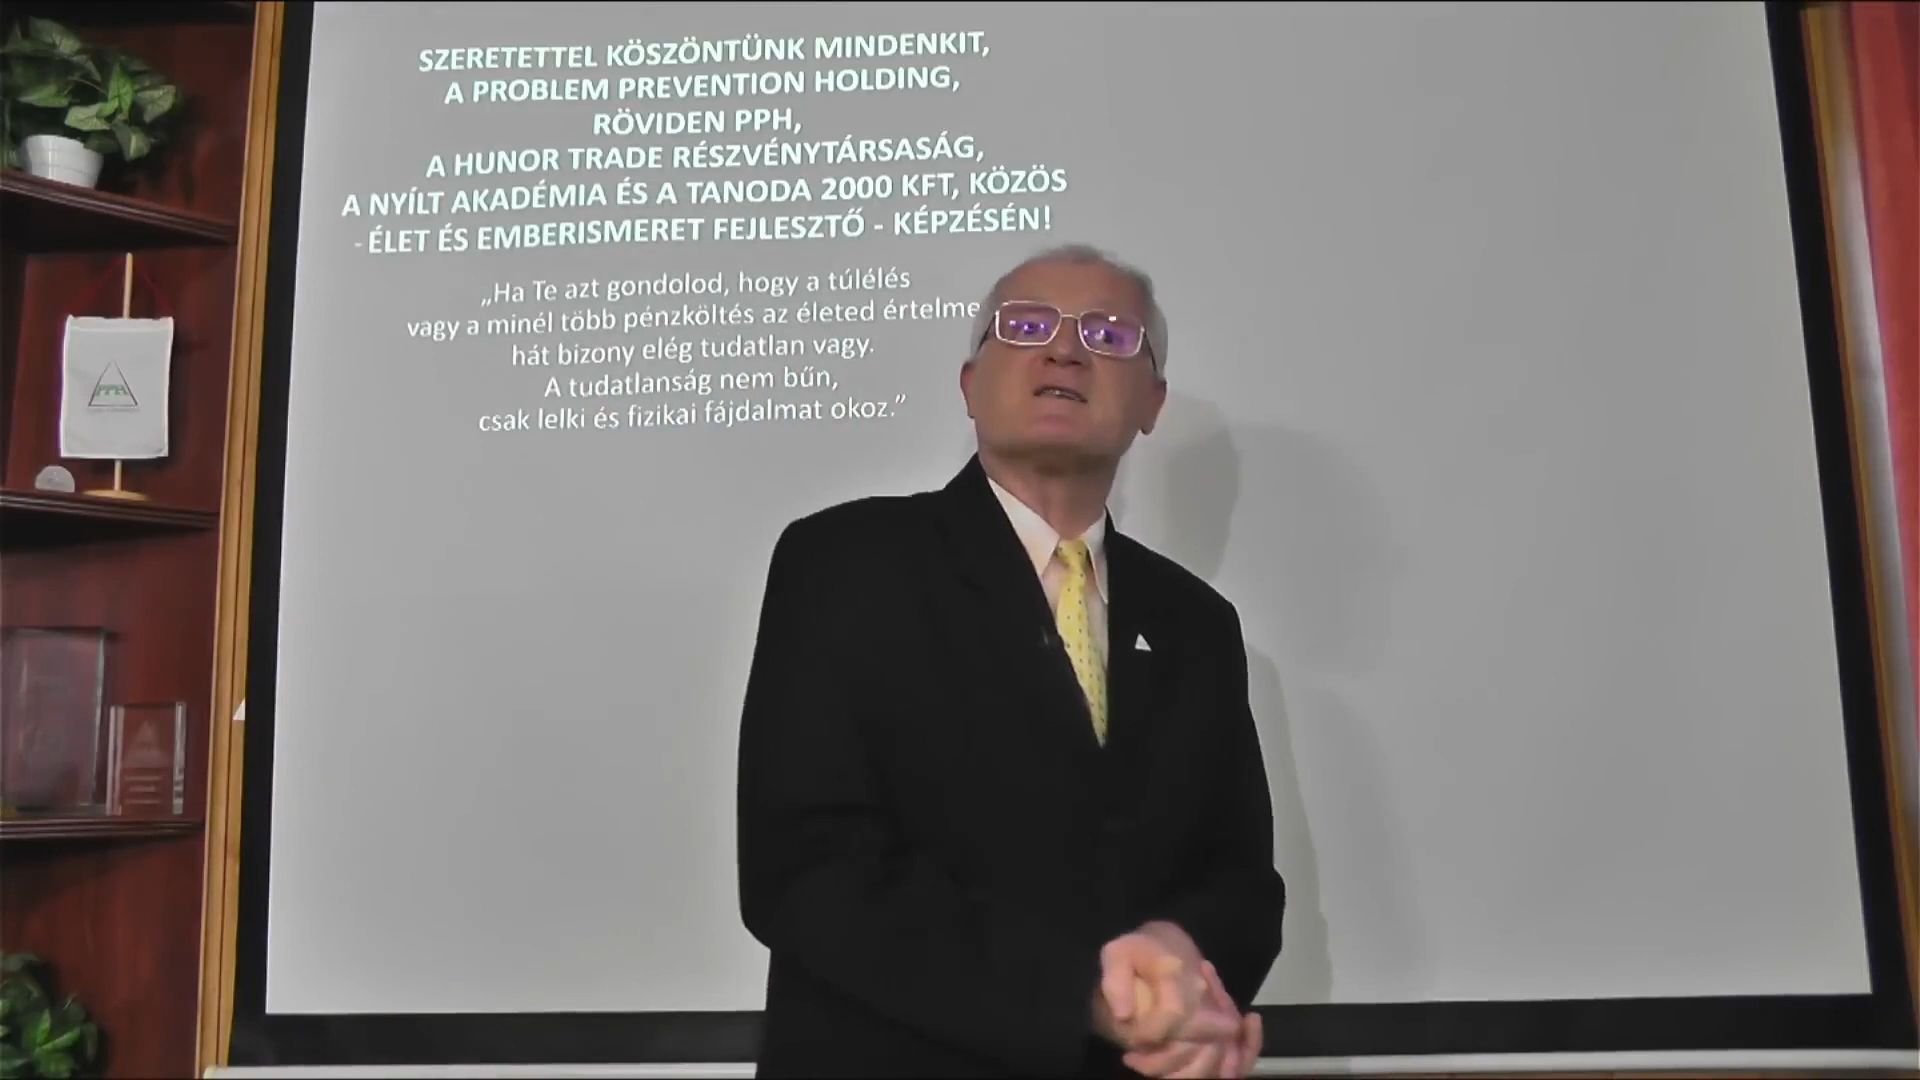 SZERETETTEL KÖSZÖNTÜNK MINDENKIT,
A PROBLEM PREVENTION HOLDING,
RÖVIDEN PPH,
A HUNOR TRADE RÉSZVÉNYTÁRSASÁG,
A NYÍLT AKADÉMIA ÉS A TANODA 2000 KFT, KÖZÖS
- ÉLET ÉS EMBERISMERET FEJLESZTŐ - KÉPZÉSÉN!
„Ha Te azt gondolod, hogy a túlélés
vagy a minél több pénzköltés az életed értelme
hát bizony elég tudatlan vagy.
A tudatlanság nem bűn,
csak lelki és fizikai fájdalmat okoz.”
PPH